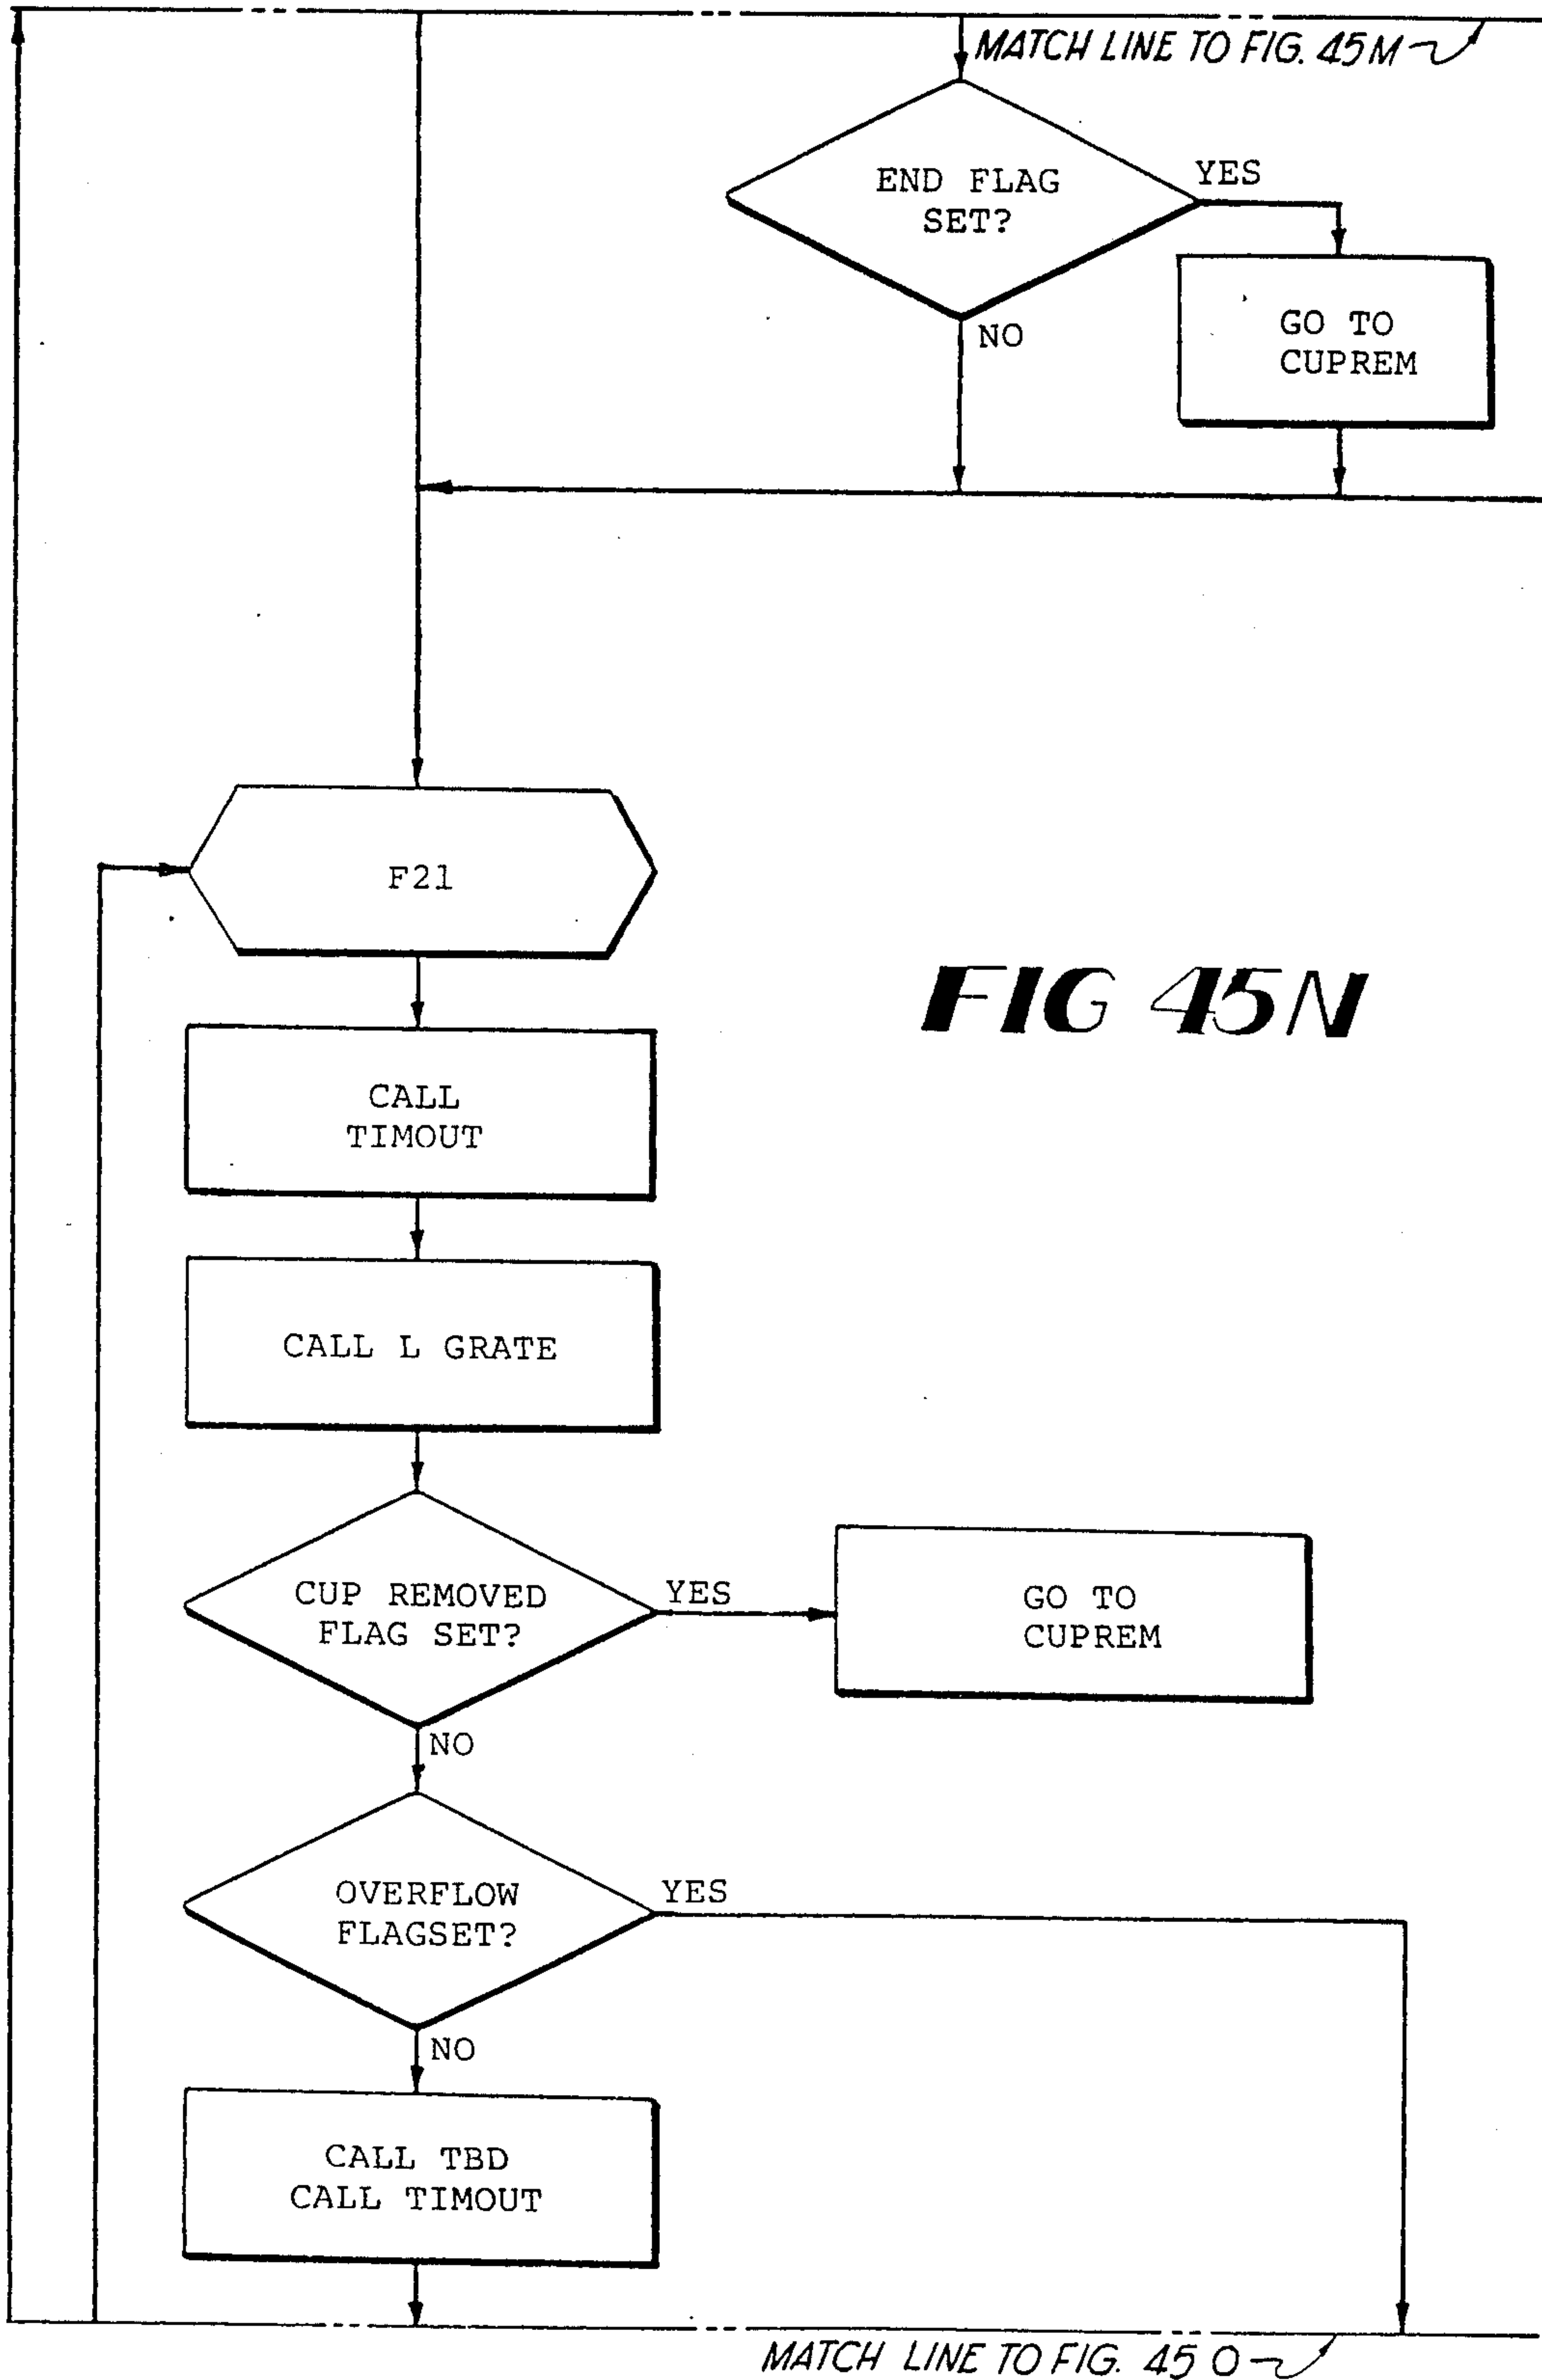 MATCH LINE TO FIG. 45M
END FLAG
SET?
YES
GO TO
CUPREM
NO
F21
FIG 45N
CALL
TIMOUT
CALL L GRATE
CUP REMOVED
FLAG SET?
YES
GO TO
CUPREM
NO
OVERFLOW
FLAGSET?
YES
NO
CALL TBD
CALL TIMOUT
MATCH LINE TO FIG. 45 O